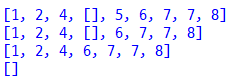 [1, 2, 4, [], 5, 6, 7, 7, 8]
[1, 2, 4, [], 6, 7, 7, 8]
[1, 2, 4, 6, 7, 7, 8]
[]